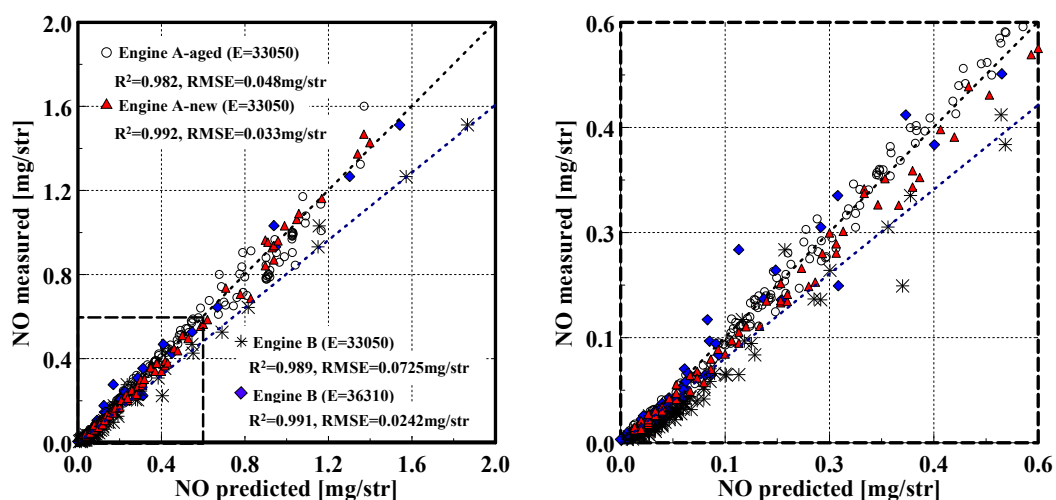 2.0
1.6
1.2
0.8
0.4
0.0
0.0 0.4 0.8 1.2 1.6 2.0
NO measured [mg/str]
NO predicted [mg/str]
Engine A-aged (E=33050)
R²=0.982, RMSE=0.048mg/str
Engine A-new (E=33050)
R²=0.992, RMSE=0.033mg/str
Engine B (E=33050)
R²=0.989, RMSE=0.0725mg/str
Engine B (E=36310)
R²=0.991, RMSE=0.0242mg/str
0.6
0.4
0.3
0.1
0.0
0.0 0.1 0.3 0.4 0.6
NO measured [mg/str]
NO predicted [mg/str]